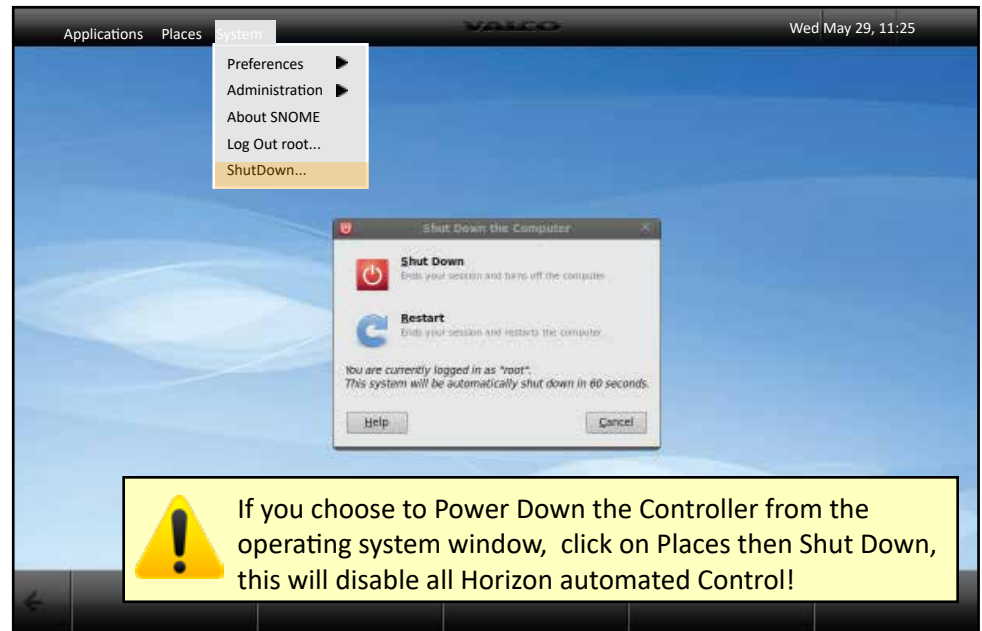 VALCO
Applications Places System Wed May 29, 11:25
Preferences
Administration
About SNOME
Log Out root...
ShutDown...
Shut Down the Computer
Shut Down
Ends your session and turns off the computer.
Restart
Ends your session and restarts the computer.
You are currently logged in as "root".
This system will be automatically shut down in 60 seconds.
Help Cancel
If you choose to Power Down the Controller from the
operating system window, click on Places then Shut Down,
this will disable all Horizon automated Control!